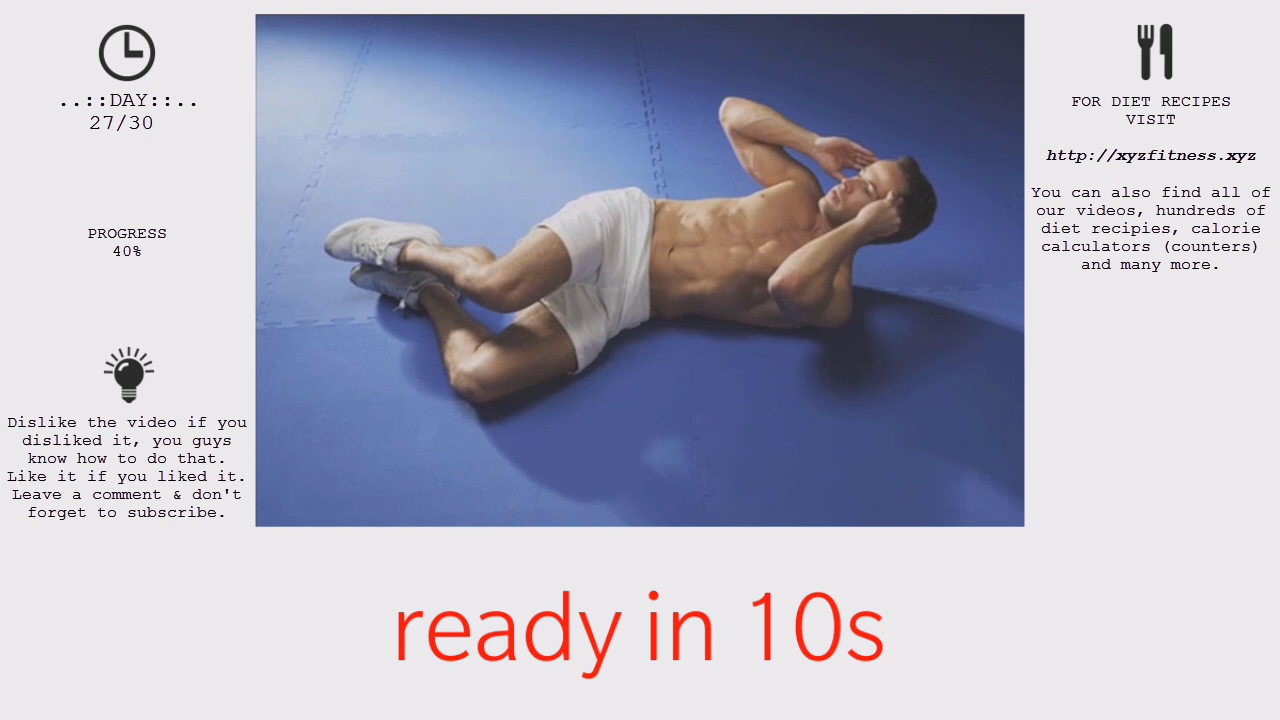 ..::DAY::..
27/30
PROGRESS
40%
Dislike the video if you
disliked it, you guys
know how to do that.
Like it if you liked it.
Leave a comment & don't
forget to subscribe.
FOR DIET RECIPES
VISIT
http://xyzfitness.xyz
You can also find all of
our videos, hundreds of
diet recipies, calorie
calculators (counters)
and many more.
ready in 10s